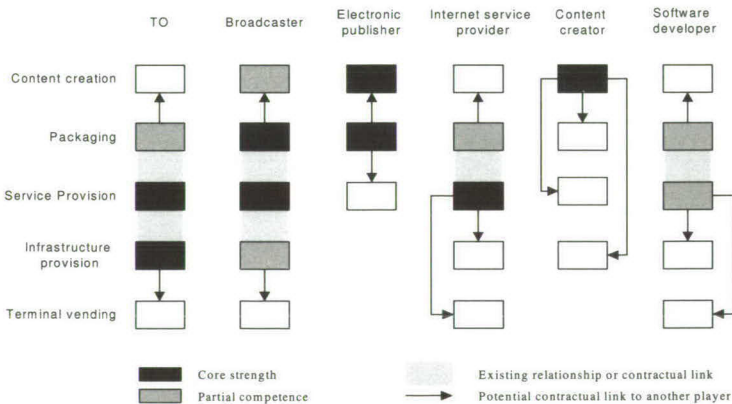 TO
Broadcaster
Electronic
publisher
Internet service
provider
Content
creator
Software
developer
Content creation
Packaging
Service Provision
Infrastructure
provision
Terminal vending
Core strength
Existing relationship or contractual link
Partial competence
Potential contractual link to another player